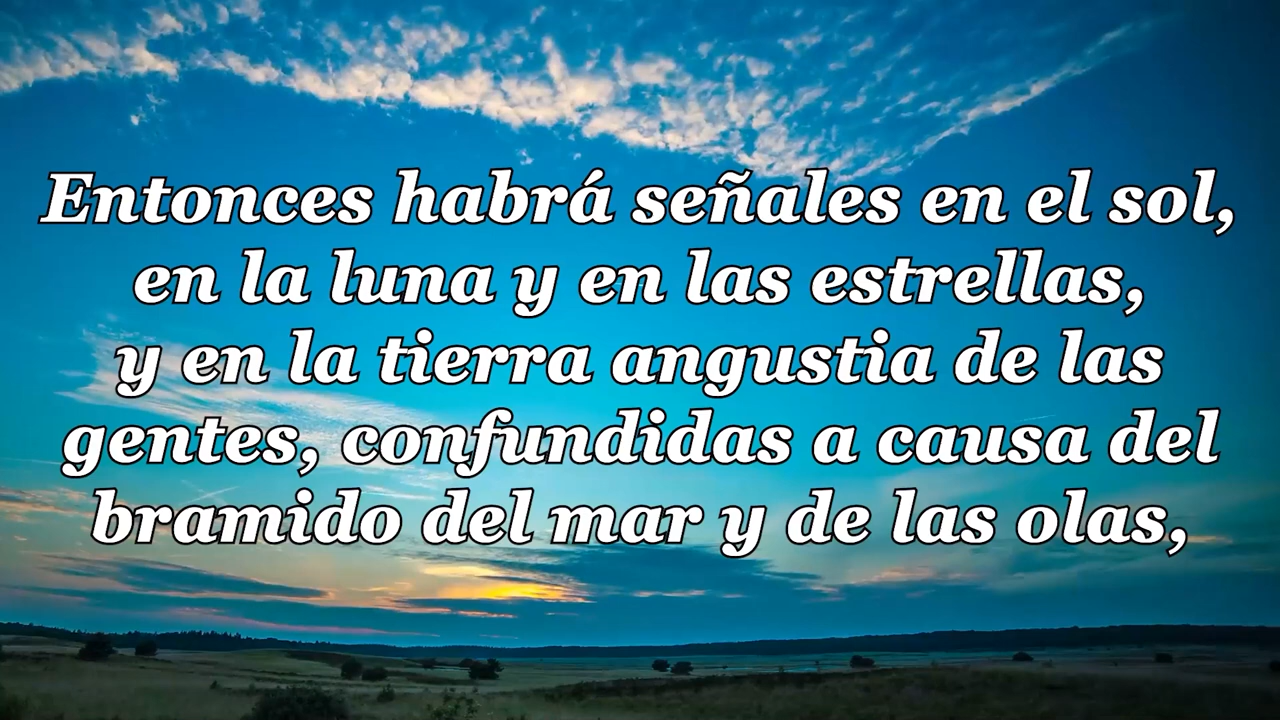 Entonces habrá señales en el sol,
en la luna y en las estrellas,
y en la tierra angustia de las
gentes, confundidas a causa del
bramido del mar y de las olas,